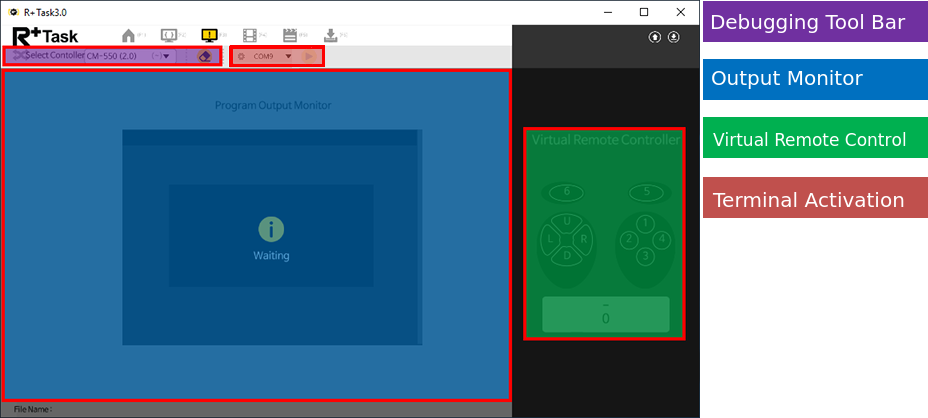 R+Task3.0
R+Task
Select Contoller CM-550 (2.0)
COM9
Program Output Monitor
Waiting
Virtual Remote Controller
6
5
U
L
R
D
1
2
4
3
–
0
File Name :
Debugging Tool Bar
Output Monitor
Virtual Remote Control
Terminal Activation